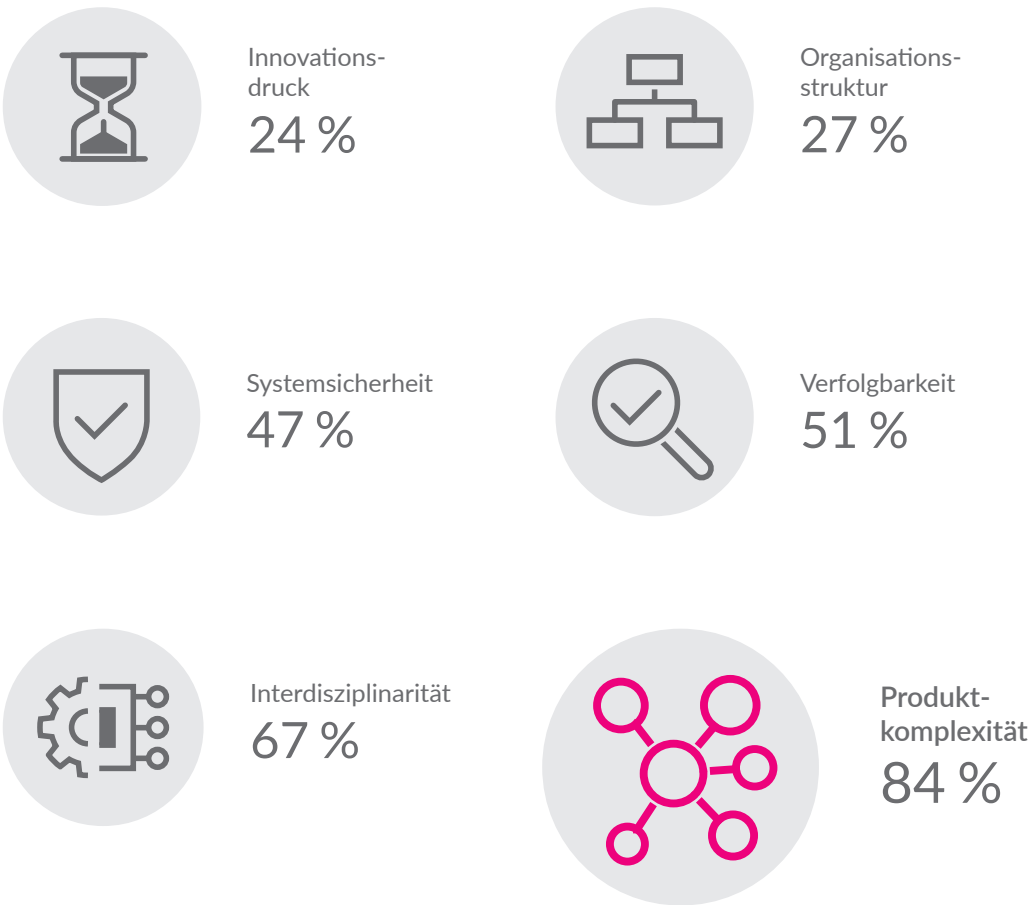 Innovations-
druck
24 %
Organisations-
struktur
27 %
Systemsicherheit
47 %
Verfolgbarkeit
51 %
Interdisziplinarität
67 %
Produkt-
komplexität
84 %